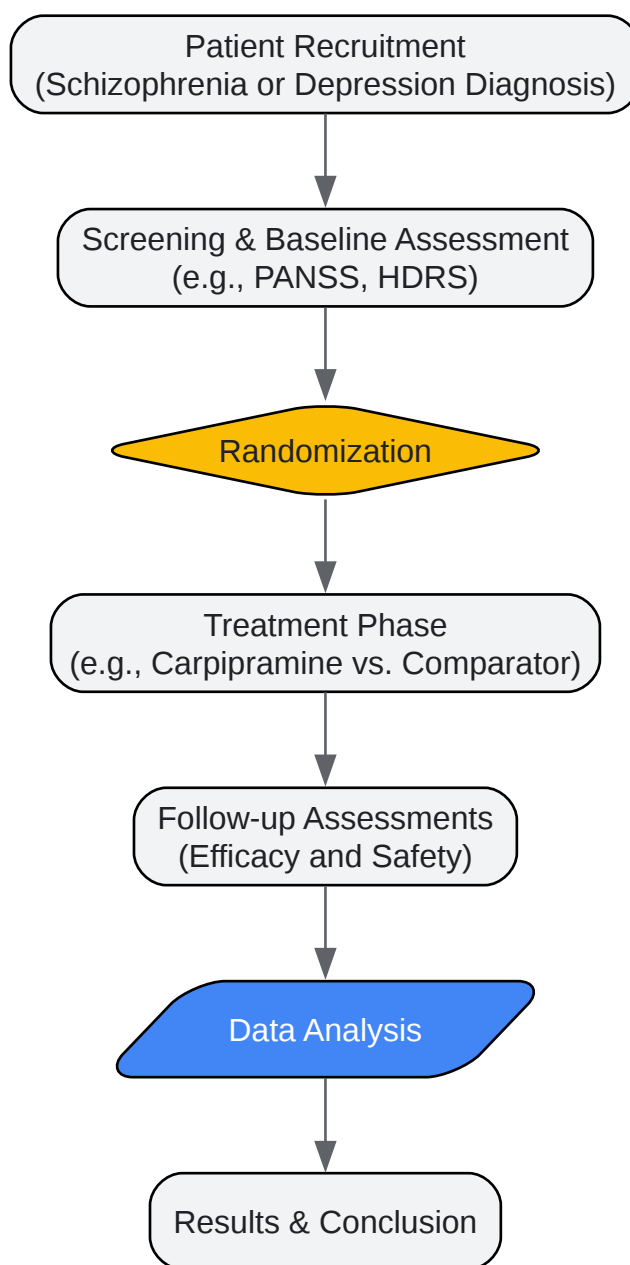 Patient Recruitment
(Schizophrenia or Depression Diagnosis)
Screening & Baseline Assessment
(e.g., PANSS, HDRS)
Randomization
Treatment Phase
(e.g., Carpipramine vs. Comparator)
Follow-up Assessments
(Efficacy and Safety)
Data Analysis
Results & Conclusion